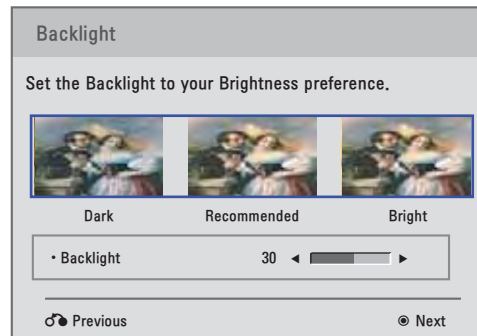 Backlight
Set the Backlight to your Brightness preference.
Dark Recommended Bright
• Backlight 30 ◄ ►
Previous ◉ Next